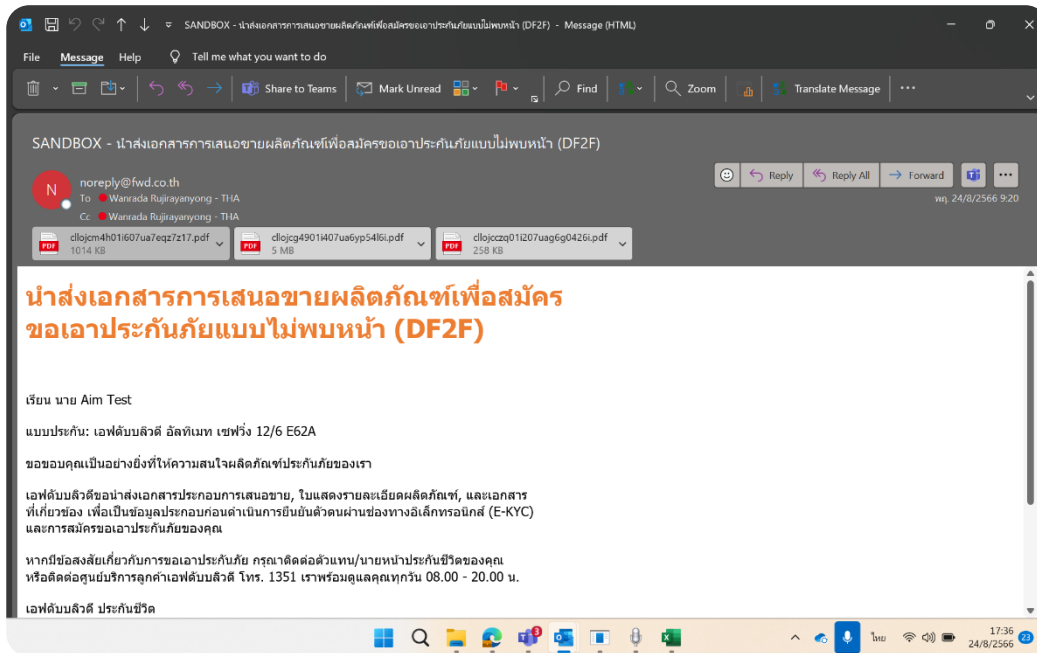 SANDBOX - นำส่งเอกสารการเสนอขายผลิตภัณฑ์เพื่อสมัครขอเอาประกันภัยแบบไม่พบหน้า (DF2F) - Message (HTML)
File Message Help Tell me what you want to do
Share to Teams Mark Unread Find Zoom Translate Message
SANDBOX - นำส่งเอกสารการเสนอขายผลิตภัณฑ์เพื่อสมัครขอเอาประกันภัยแบบไม่พบหน้า (DF2F)
N
noreply@fwd.co.th
To Wanrada Rujirayanyong - THA
Cc Wanrada Rujirayanyong - THA
Reply Reply All Forward
พฤ. 24/8/2566 9:20
PDF cllojcm4h01i607ua7eqz7z17.pdf
1014 KB
PDF cllojcg4901i407ua6yp54l6i.pdf
5 MB
PDF cllojcczq01i207uag6g0426i.pdf
258 KB
นำส่งเอกสารการเสนอขายผลิตภัณฑ์เพื่อสมัคร
ขอเอาประกันภัยแบบไม่พบหน้า (DF2F)
เรียน นาย Aim Test
แบบประกัน: เอฟดับบลิวดี อัลทิเมท เซฟวิ่ง 12/6 E62A
ขอขอบคุณเป็นอย่างยิ่งที่ให้ความสนใจผลิตภัณฑ์ประกันภัยของเรา
เอฟดับบลิวดีขอนำส่งเอกสารประกอบการเสนอขาย, ใบแสดงรายละเอียดผลิตภัณฑ์, และเอกสาร
ที่เกี่ยวข้อง เพื่อเป็นข้อมูลประกอบก่อนดำเนินการยืนยันตัวตนผ่านช่องทางอิเล็กทรอนิกส์ (E-KYC)
และการสมัครขอเอาประกันภัยของคุณ
หากมีข้อสงสัยเกี่ยวกับการขอเอาประกันภัย กรุณาติดต่อตัวแทน/นายหน้าประกันชีวิตของคุณ
หรือติดต่อศูนย์บริการลูกค้าเอฟดับบลิวดี โทร. 1351 เราพร้อมดูแลคุณทุกวัน 08.00 - 20.00 น.
เอฟดับบลิวดี ประกันชีวิต
3
ไทย
17:36
24/8/2566
23